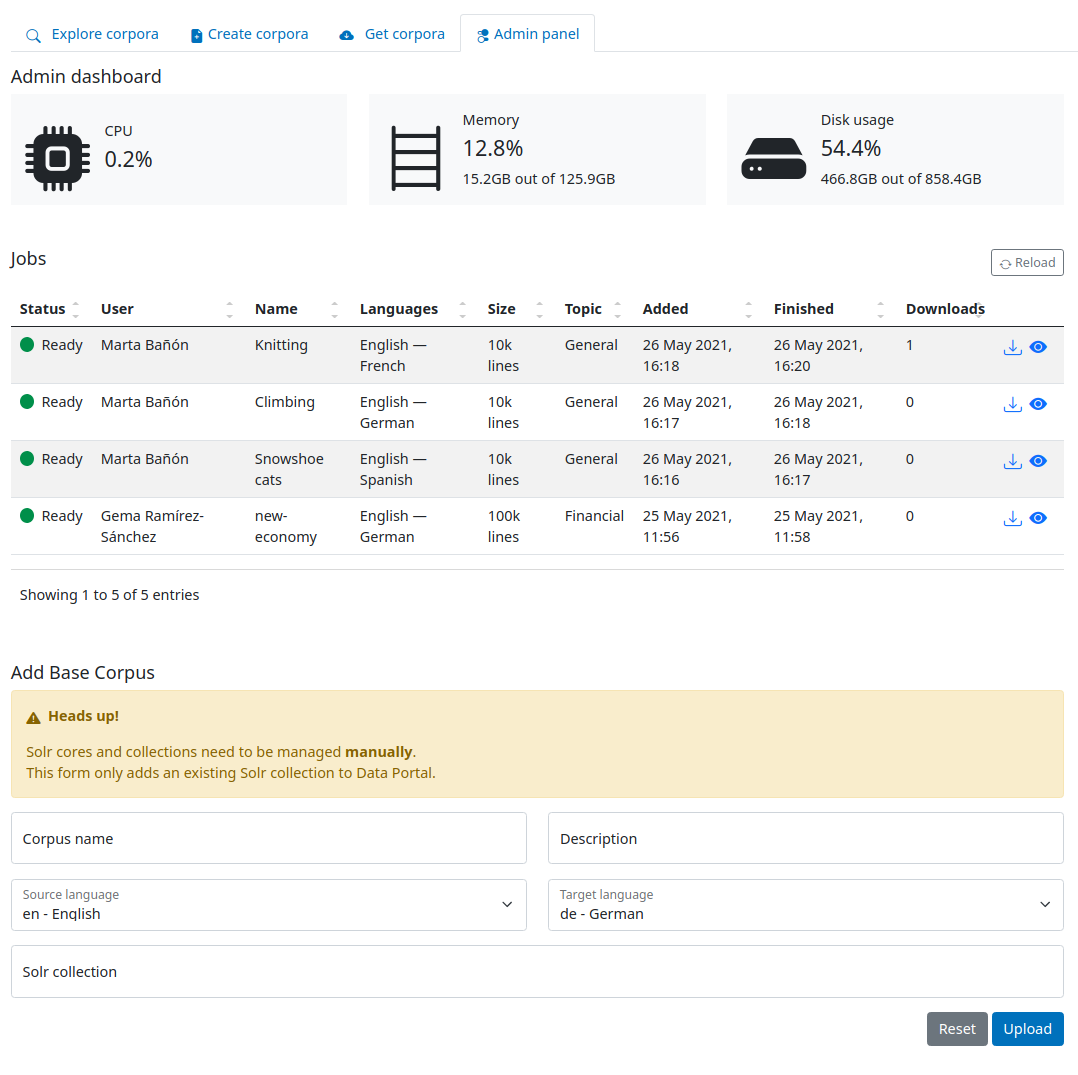 Explore corpora Create corpora Get corpora Admin panel
Admin dashboard
CPU
0.2%
Memory
12.8%
15.2GB out of 125.9GB
Disk usage
54.4%
466.8GB out of 858.4GB
Jobs
Reload
Status User Name Languages Size Topic Added Finished Downloads
Ready Marta Bañón Knitting English — 10k General 26 May 2021, 26 May 2021, 1
French lines 16:18 16:20
Ready Marta Bañón Climbing English — 10k General 26 May 2021, 26 May 2021, 0
German lines 16:17 16:18
Ready Marta Bañón Snowshoe English — 10k General 26 May 2021, 26 May 2021, 0
cats Spanish lines 16:16 16:17
Ready Gema Ramírez- new- English — 100k Financial 25 May 2021, 25 May 2021, 0
Sánchez economy German lines 11:56 11:58
Showing 1 to 5 of 5 entries
Add Base Corpus
Heads up!
Solr cores and collections need to be managed manually.
This form only adds an existing Solr collection to Data Portal.
Corpus name
Description
Source language
en - English
Target language
de - German
Solr collection
Reset Upload